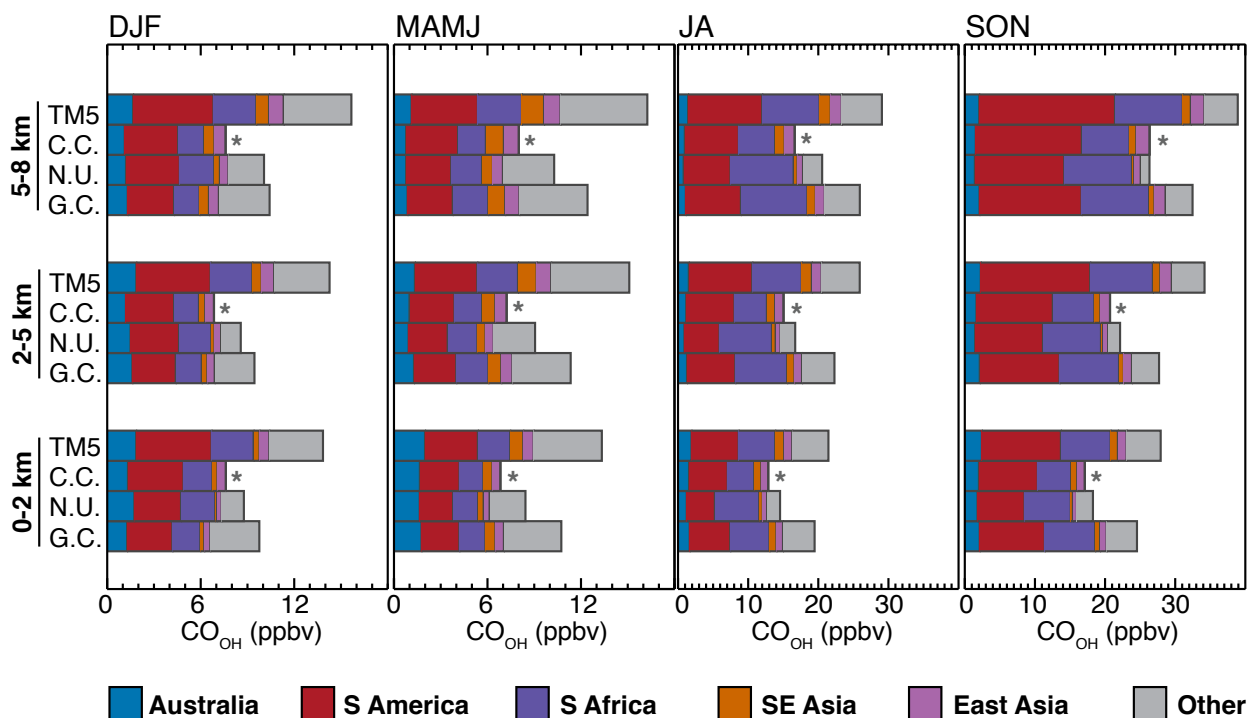 DJF MAMJ JA SON
5-8 km
TM5
C.C. * * * *
N.U.
G.C.
2-5 km
TM5
C.C. * * * *
N.U.
G.C.
0-2 km
TM5
C.C. * * * *
N.U.
G.C.
0 6 12 0 6 12 0 10 20 30 0 10 20 30
CO_OH (ppbv) CO_OH (ppbv) CO_OH (ppbv) CO_OH (ppbv)
Australia S America S Africa SE Asia East Asia Other